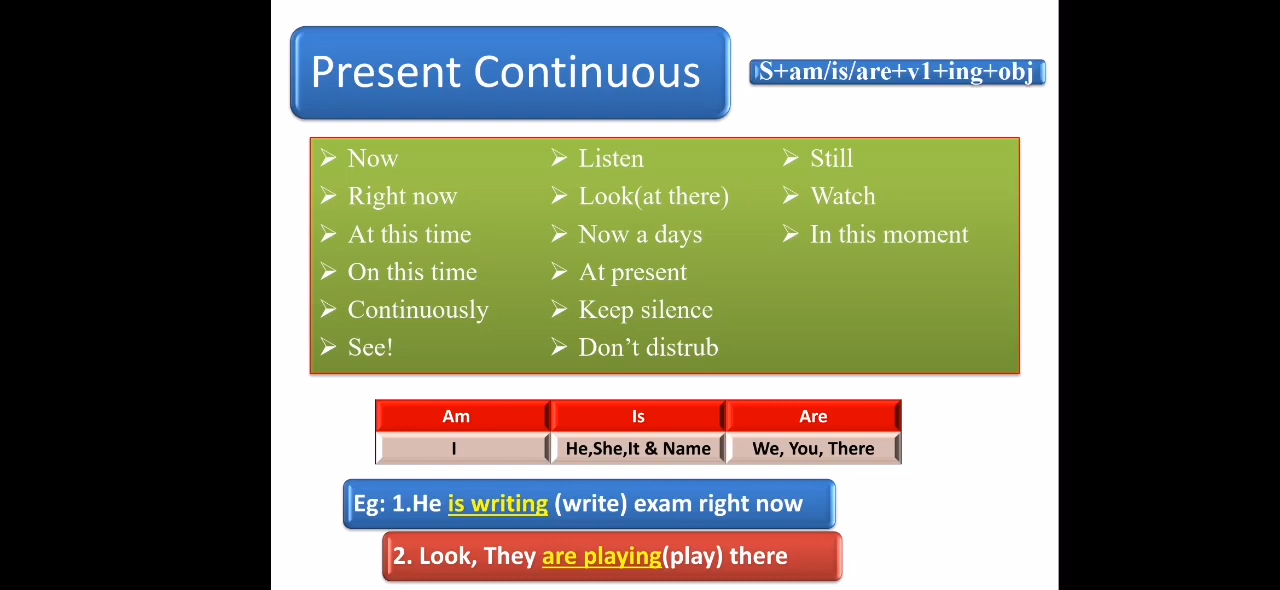 Present Continuous
S+am/is/are+v1+ing+obj
Now
Right now
At this time
On this time
Continuously
See!
Listen
Look(at there)
Now a days
At present
Keep silence
Don’t distrub
Still
Watch
In this moment
Am Is Are
I He,She,It & Name We, You, There
Eg: 1.He is writing (write) exam right now
2. Look, They are playing(play) there